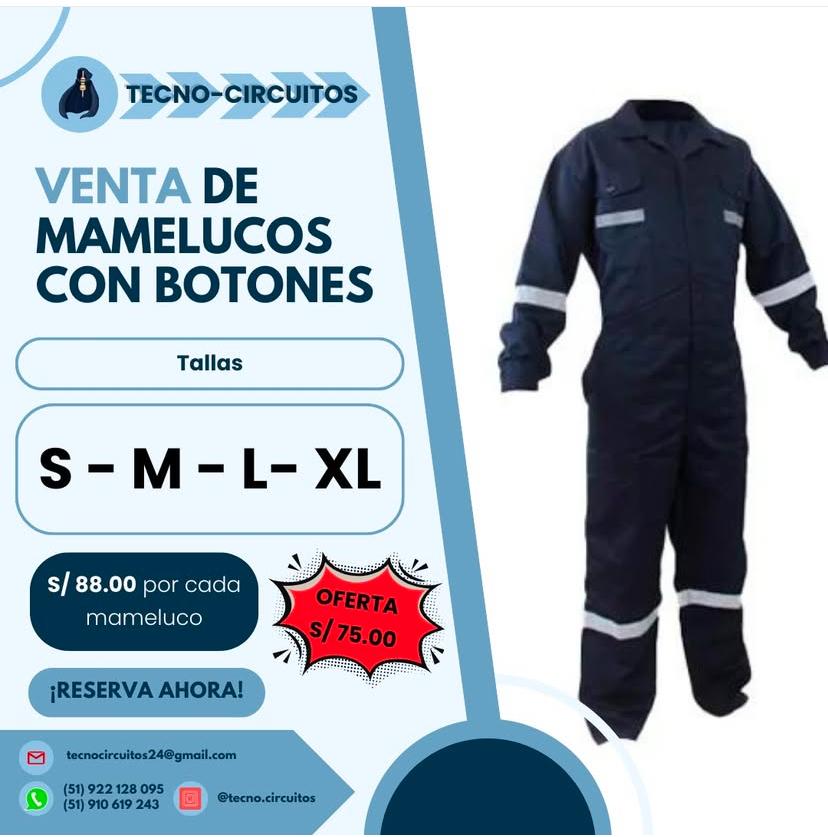 TECNO-CIRCUITOS
VENTA DE
MAMELUCOS
CON BOTONES
Tallas
S - M - L- XL
S/ 88.00 por cada
mameluco
OFERTA
S/ 75.00
¡RESERVA AHORA!
tecnocircuitos24@gmail.com
(51) 922 128 095
(51) 910 619 243
@tecno.circuitos